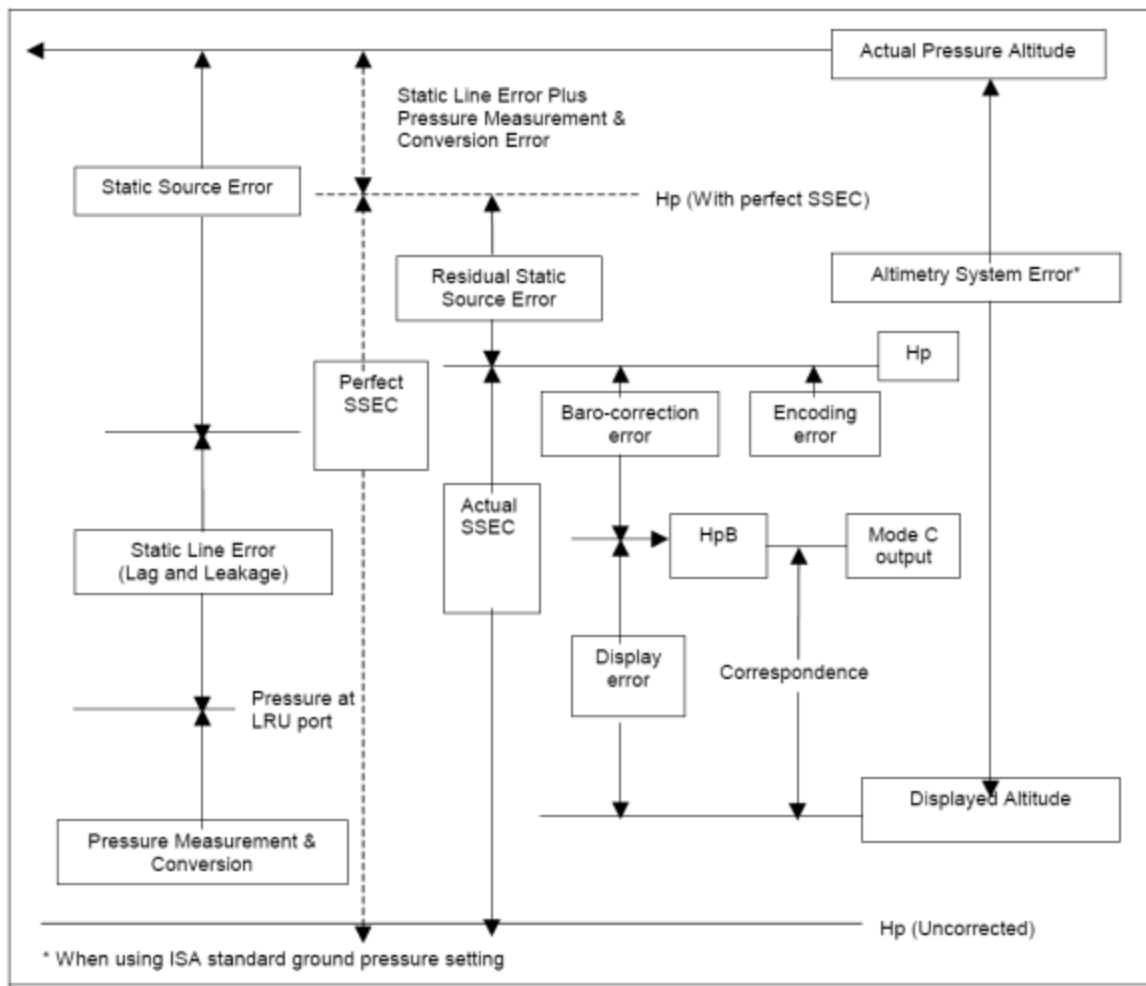 Actual Pressure Altitude
Static Line Error Plus
Pressure Measurement &
Conversion Error
Static Source Error
Hp (With perfect SSEC)
Residual Static
Source Error
Altimetry System Error*
Hp
Perfect
SSEC
Baro-correction
error
Encoding
error
Actual
SSEC
HpB
Mode C
output
Static Line Error
(Lag and Leakage)
Display
error
Correspondence
Pressure at
LRU port
Displayed Altitude
Pressure Measurement &
Conversion
Hp (Uncorrected)
* When using ISA standard ground pressure setting